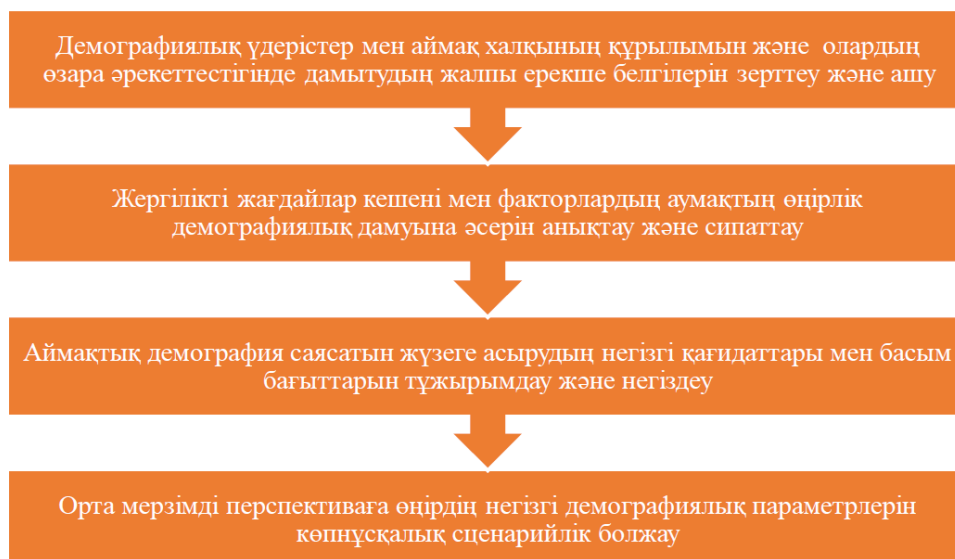 Демографиялық үдерістер мен аймақ халқының құрылымын және олардың
өзара әрекеттестігінде дамытудың жалпы ерекше белгілерін зерттеу және ашу
Жергілікті жағдайлар кешені мен факторлардың аумақтың өңірлік
демографиялық дамуына әсерін анықтау және сипаттау
Аймақтық демография саясатын жүзеге асырудың негізгі қағидаттары мен басым
бағыттарын тұжырымдау және негіздеу
Орта мерзімді перспективаға өңірдің негізгі демографиялық параметрлерін
көпнұсқалық сценарийлік болжау